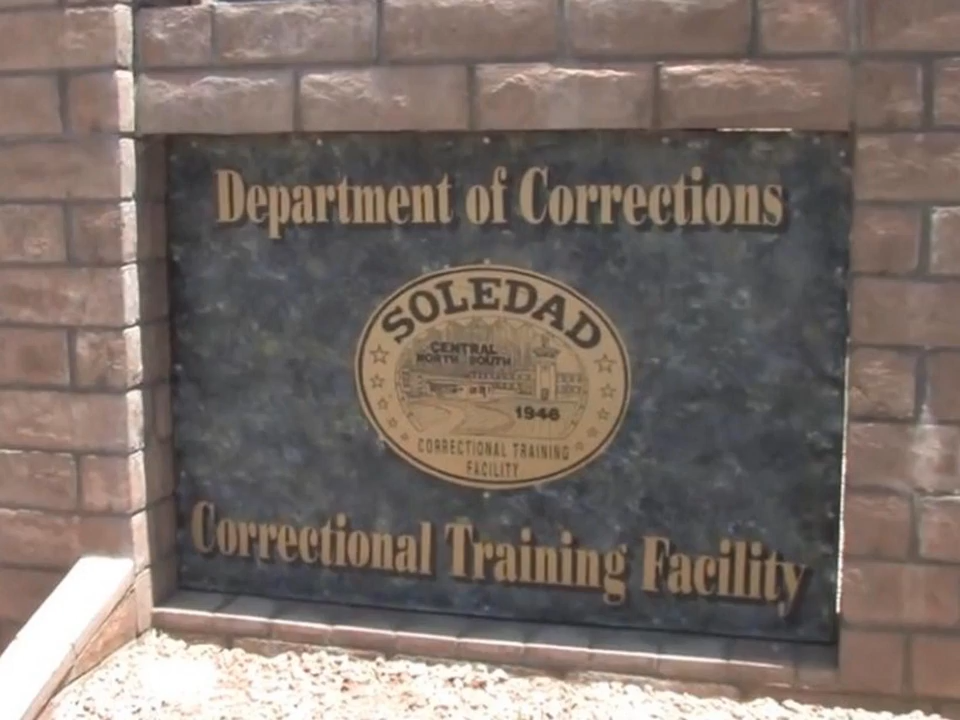 Department of Corrections
SOLEDAD
CENTRAL
NORTH SOUTH
1946
CORRECTIONAL TRAINING
FACILITY
Correctional Training Facility